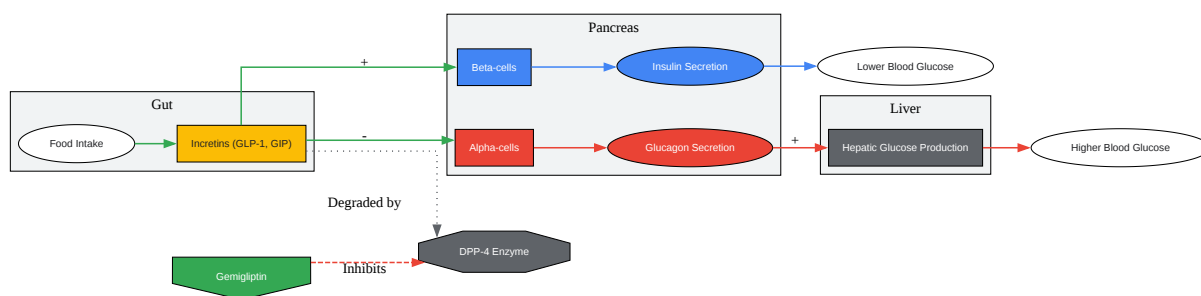 Pancreas
+
Beta-cells
Insulin Secretion
Lower Blood Glucose
Gut
Liver
Food Intake
Incretins (GLP-1, GIP)
-
Alpha-cells
Glucagon Secretion
+
Hepatic Glucose Production
Higher Blood Glucose
Degraded by
DPP-4 Enzyme
Gemigliptin
Inhibits